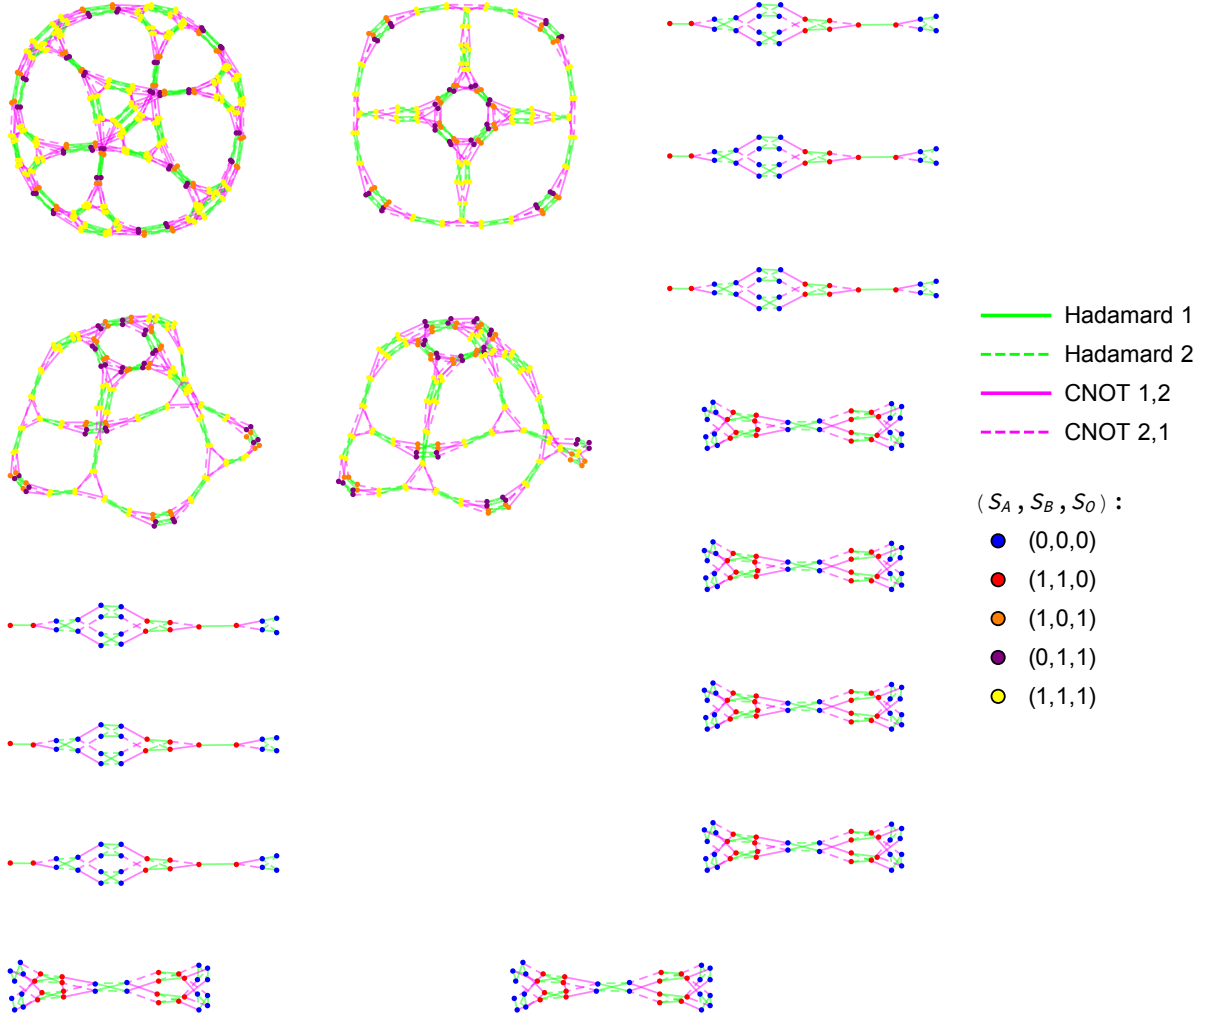 Hadamard 1
Hadamard 2
CNOT 1,2
CNOT 2,1
(S_A, S_B, S_O):
(0,0,0)
(1,1,0)
(1,0,1)
(0,1,1)
(1,1,1)